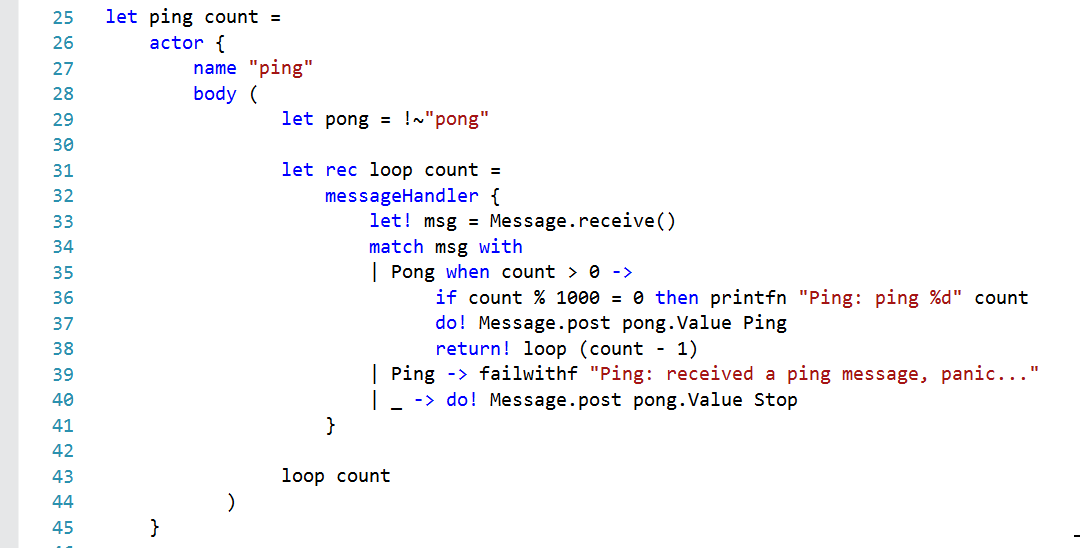 25 let ping count =
26 actor {
27 name "ping"
28 body (
29 let pong = !~"pong"
30
31 let rec loop count =
32 messageHandler {
33 let! msg = Message.receive()
34 match msg with
35 | Pong when count > 0 ->
36 if count % 1000 = 0 then printfn "Ping: ping %d" count
37 do! Message.post pong.Value Ping
38 return! loop (count - 1)
39 | Ping -> failwithf "Ping: received a ping message, panic..."
40 | _ -> do! Message.post pong.Value Stop
41 }
42
43 loop count
44 )
45 }